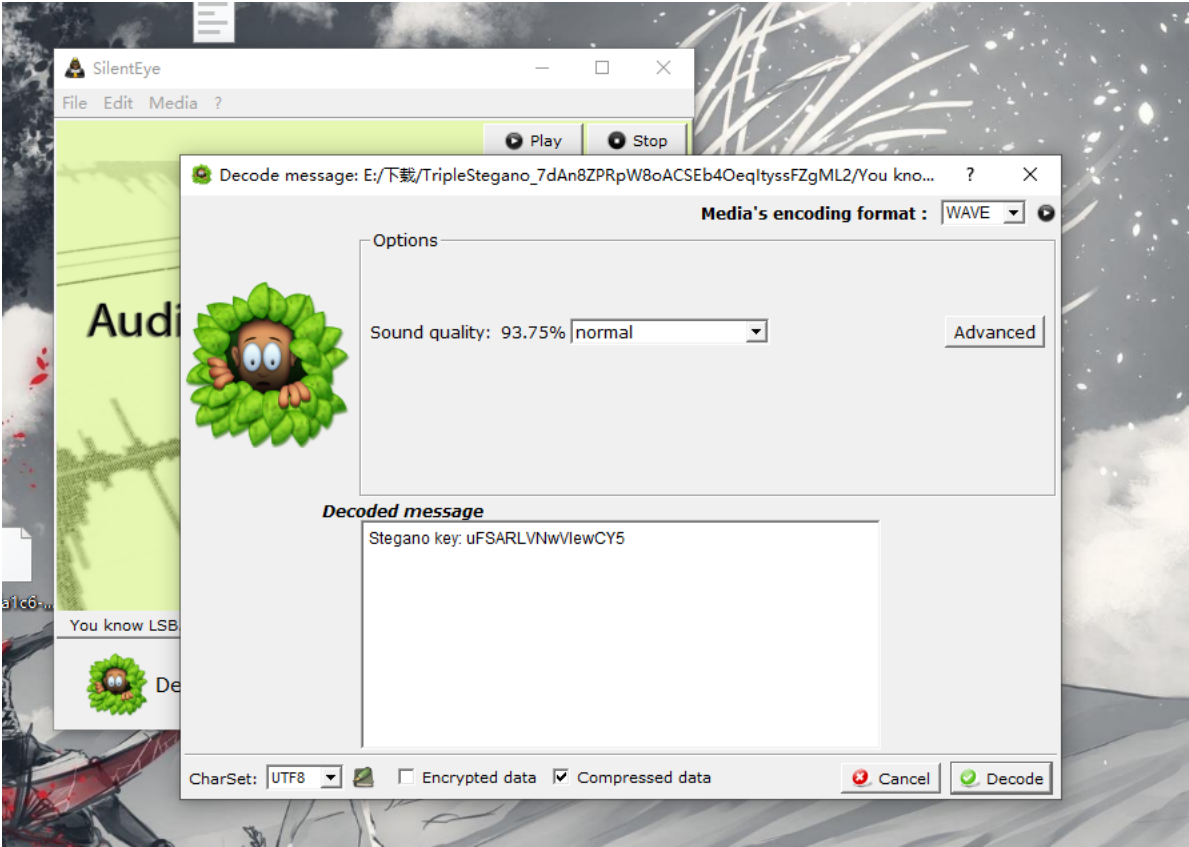 SilentEye
File Edit Media ?
Play Stop
Decode message: E:/下载/TripleStegano_7dAn8ZPRpW8oACSEb4OeqItyssFZgML2/You kno... ?
Media's encoding format : WAVE
Options
Audi
Sound quality: 93.75% normal Advanced
Decoded message
Stegano key: uFSARLVNwVIewCY5
a1c6-...
You know LSB.
De
CharSet: UTF8 Encrypted data Compressed data Cancel Decode